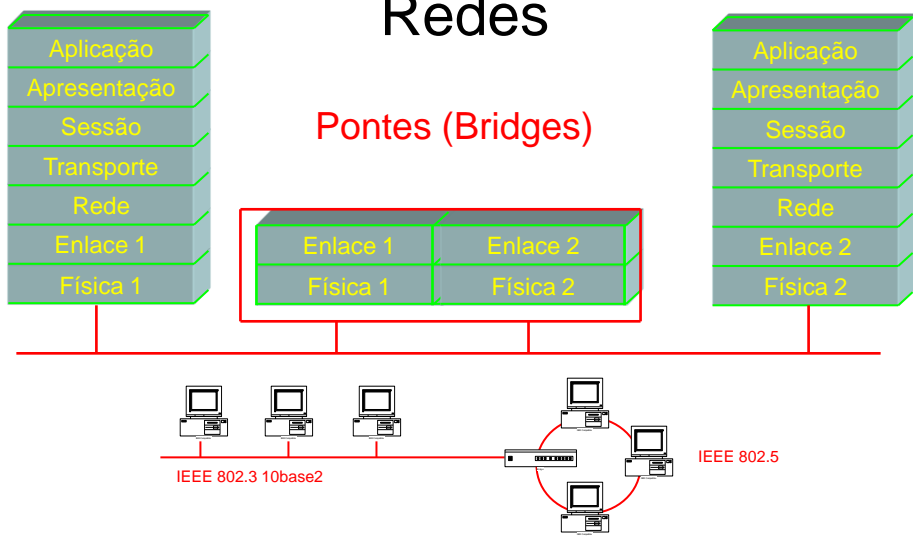 Redes
Pontes (Bridges)
Aplicação
Apresentação
Sessão
Transporte
Rede
Enlace 1
Física 1
Enlace 1 Enlace 2
Física 1 Física 2
Aplicação
Apresentação
Sessão
Transporte
Rede
Enlace 2
Física 2
IEEE 802.3 10base2
IEEE 802.5